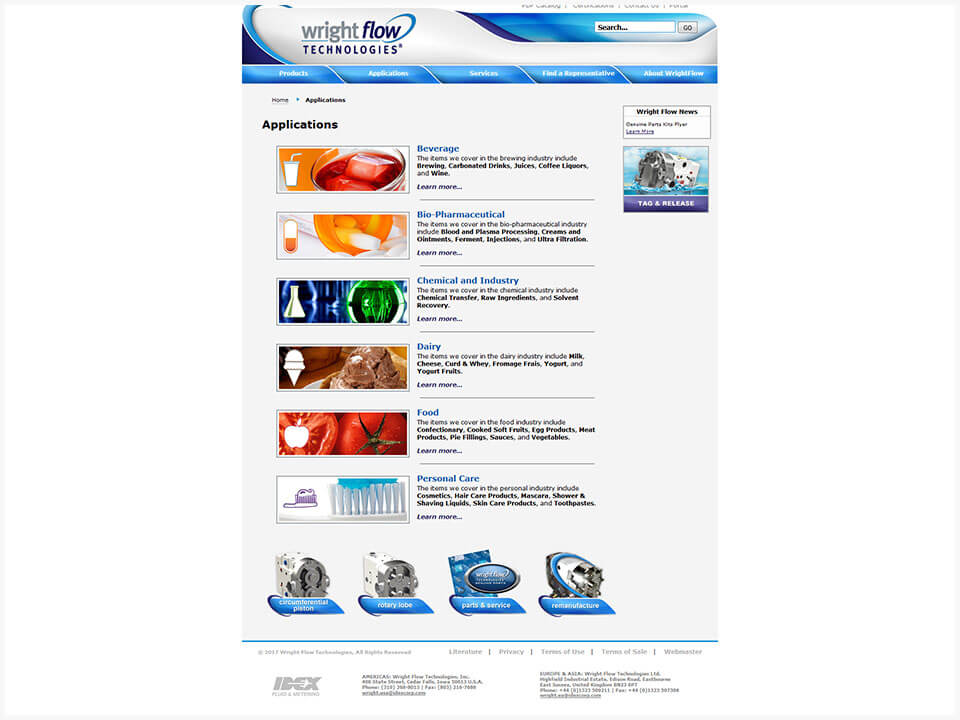 PDF Catalog | Certifications | Contact Us | Portal
wright flow
TECHNOLOGIES®
Search...
GO
Products
Applications
Services
Find a Representative
About WrightFlow
Home
Applications
Applications
Wright Flow News
Genuine Parts Kits Flyer
Learn More
TAG & RELEASE
Beverage
The items we cover in the brewing industry include
Brewing, Carbonated Drinks, Juices, Coffee Liquors,
and Wine.
Learn more...
Bio-Pharmaceutical
The items we cover in the bio-pharmaceutical industry
include Blood and Plasma Processing, Creams and
Ointments, Ferment, Injections, and Ultra Filtration.
Learn more...
Chemical and Industry
The items we cover in the chemical industry include
Chemical Transfer, Raw Ingredients, and Solvent
Recovery.
Learn more...
Dairy
The items we cover in the dairy industry include Milk,
Cheese, Curd & Whey, Fromage Frais, Yogurt, and
Yogurt Fruits.
Learn more...
Food
The items we cover in the food industry include
Confectionary, Cooked Soft Fruits, Egg Products, Meat
Products, Pie Fillings, Sauces, and Vegetables.
Learn more...
Personal Care
The items we cover in the personal industry include
Cosmetics, Hair Care Products, Mascara, Shower &
Shaving Liquids, Skin Care Products, and Toothpastes.
Learn more...
circumferential
piston
rotary lobe
wright flow
TECHNOLOGIES
parts & service
remanufacture
© 2017 Wright Flow Technologies, All Rights Reserved
Literature | Privacy | Terms of Use | Terms of Sale | Webmaster
IDEX
FLUID & METERING
AMERICAS: Wright Flow Technologies, Inc.
406 State Street, Cedar Falls, Iowa 50613 U.S.A.
Phone: (319) 268-8013 | Fax:
wright.usa@idexcorp.com
EUROPE & ASIA: Wright Flow Technologies Ltd.
Highfield Industrial Estate, Edison Road, Eastbourne
East Sussex, United Kingdom BN23 6PT
Phone: +44 (0)1323 509211 | Fax: +44 (0)1323 507306
wright.eu@idexcorp.com